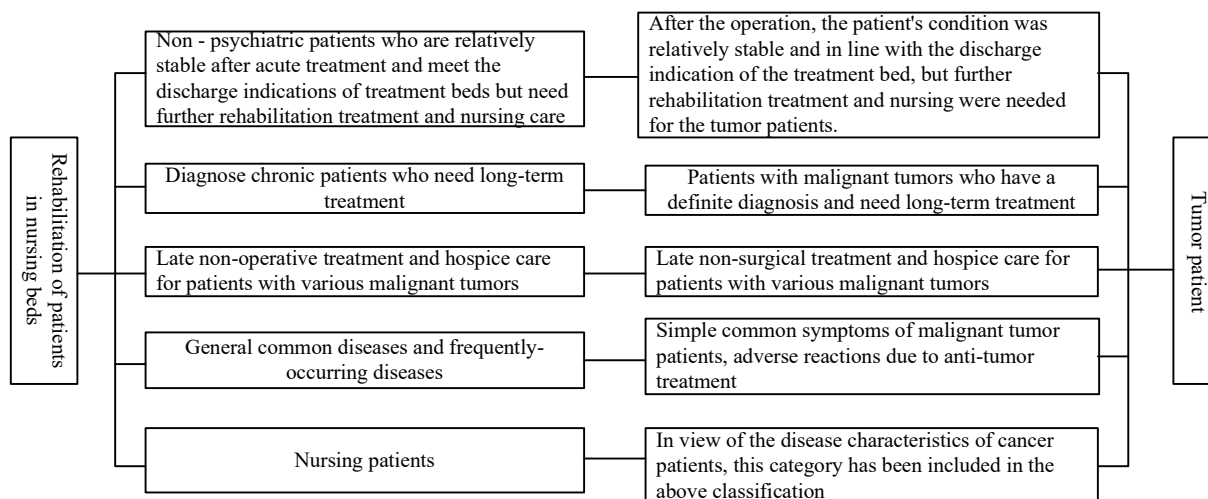 Rehabilitation of patients
in nursing beds
Non - psychiatric patients who are relatively
stable after acute treatment and meet the
discharge indications of treatment beds but need
further rehabilitation treatment and nursing care
After the operation, the patient's condition was
relatively stable and in line with the discharge
indication of the treatment bed, but further
rehabilitation treatment and nursing were needed
for the tumor patients.
Diagnose chronic patients who need long-term
treatment
Patients with malignant tumors who have a
definite diagnosis and need long-term treatment
Late non-operative treatment and hospice care
for patients with various malignant tumors
Late non-surgical treatment and hospice care for
patients with various malignant tumors
General common diseases and frequently-
occurring diseases
Simple common symptoms of malignant tumor
patients, adverse reactions due to anti-tumor
treatment
Nursing patients
In view of the disease characteristics of cancer
patients, this category has been included in the
above classification
Tumor
patient